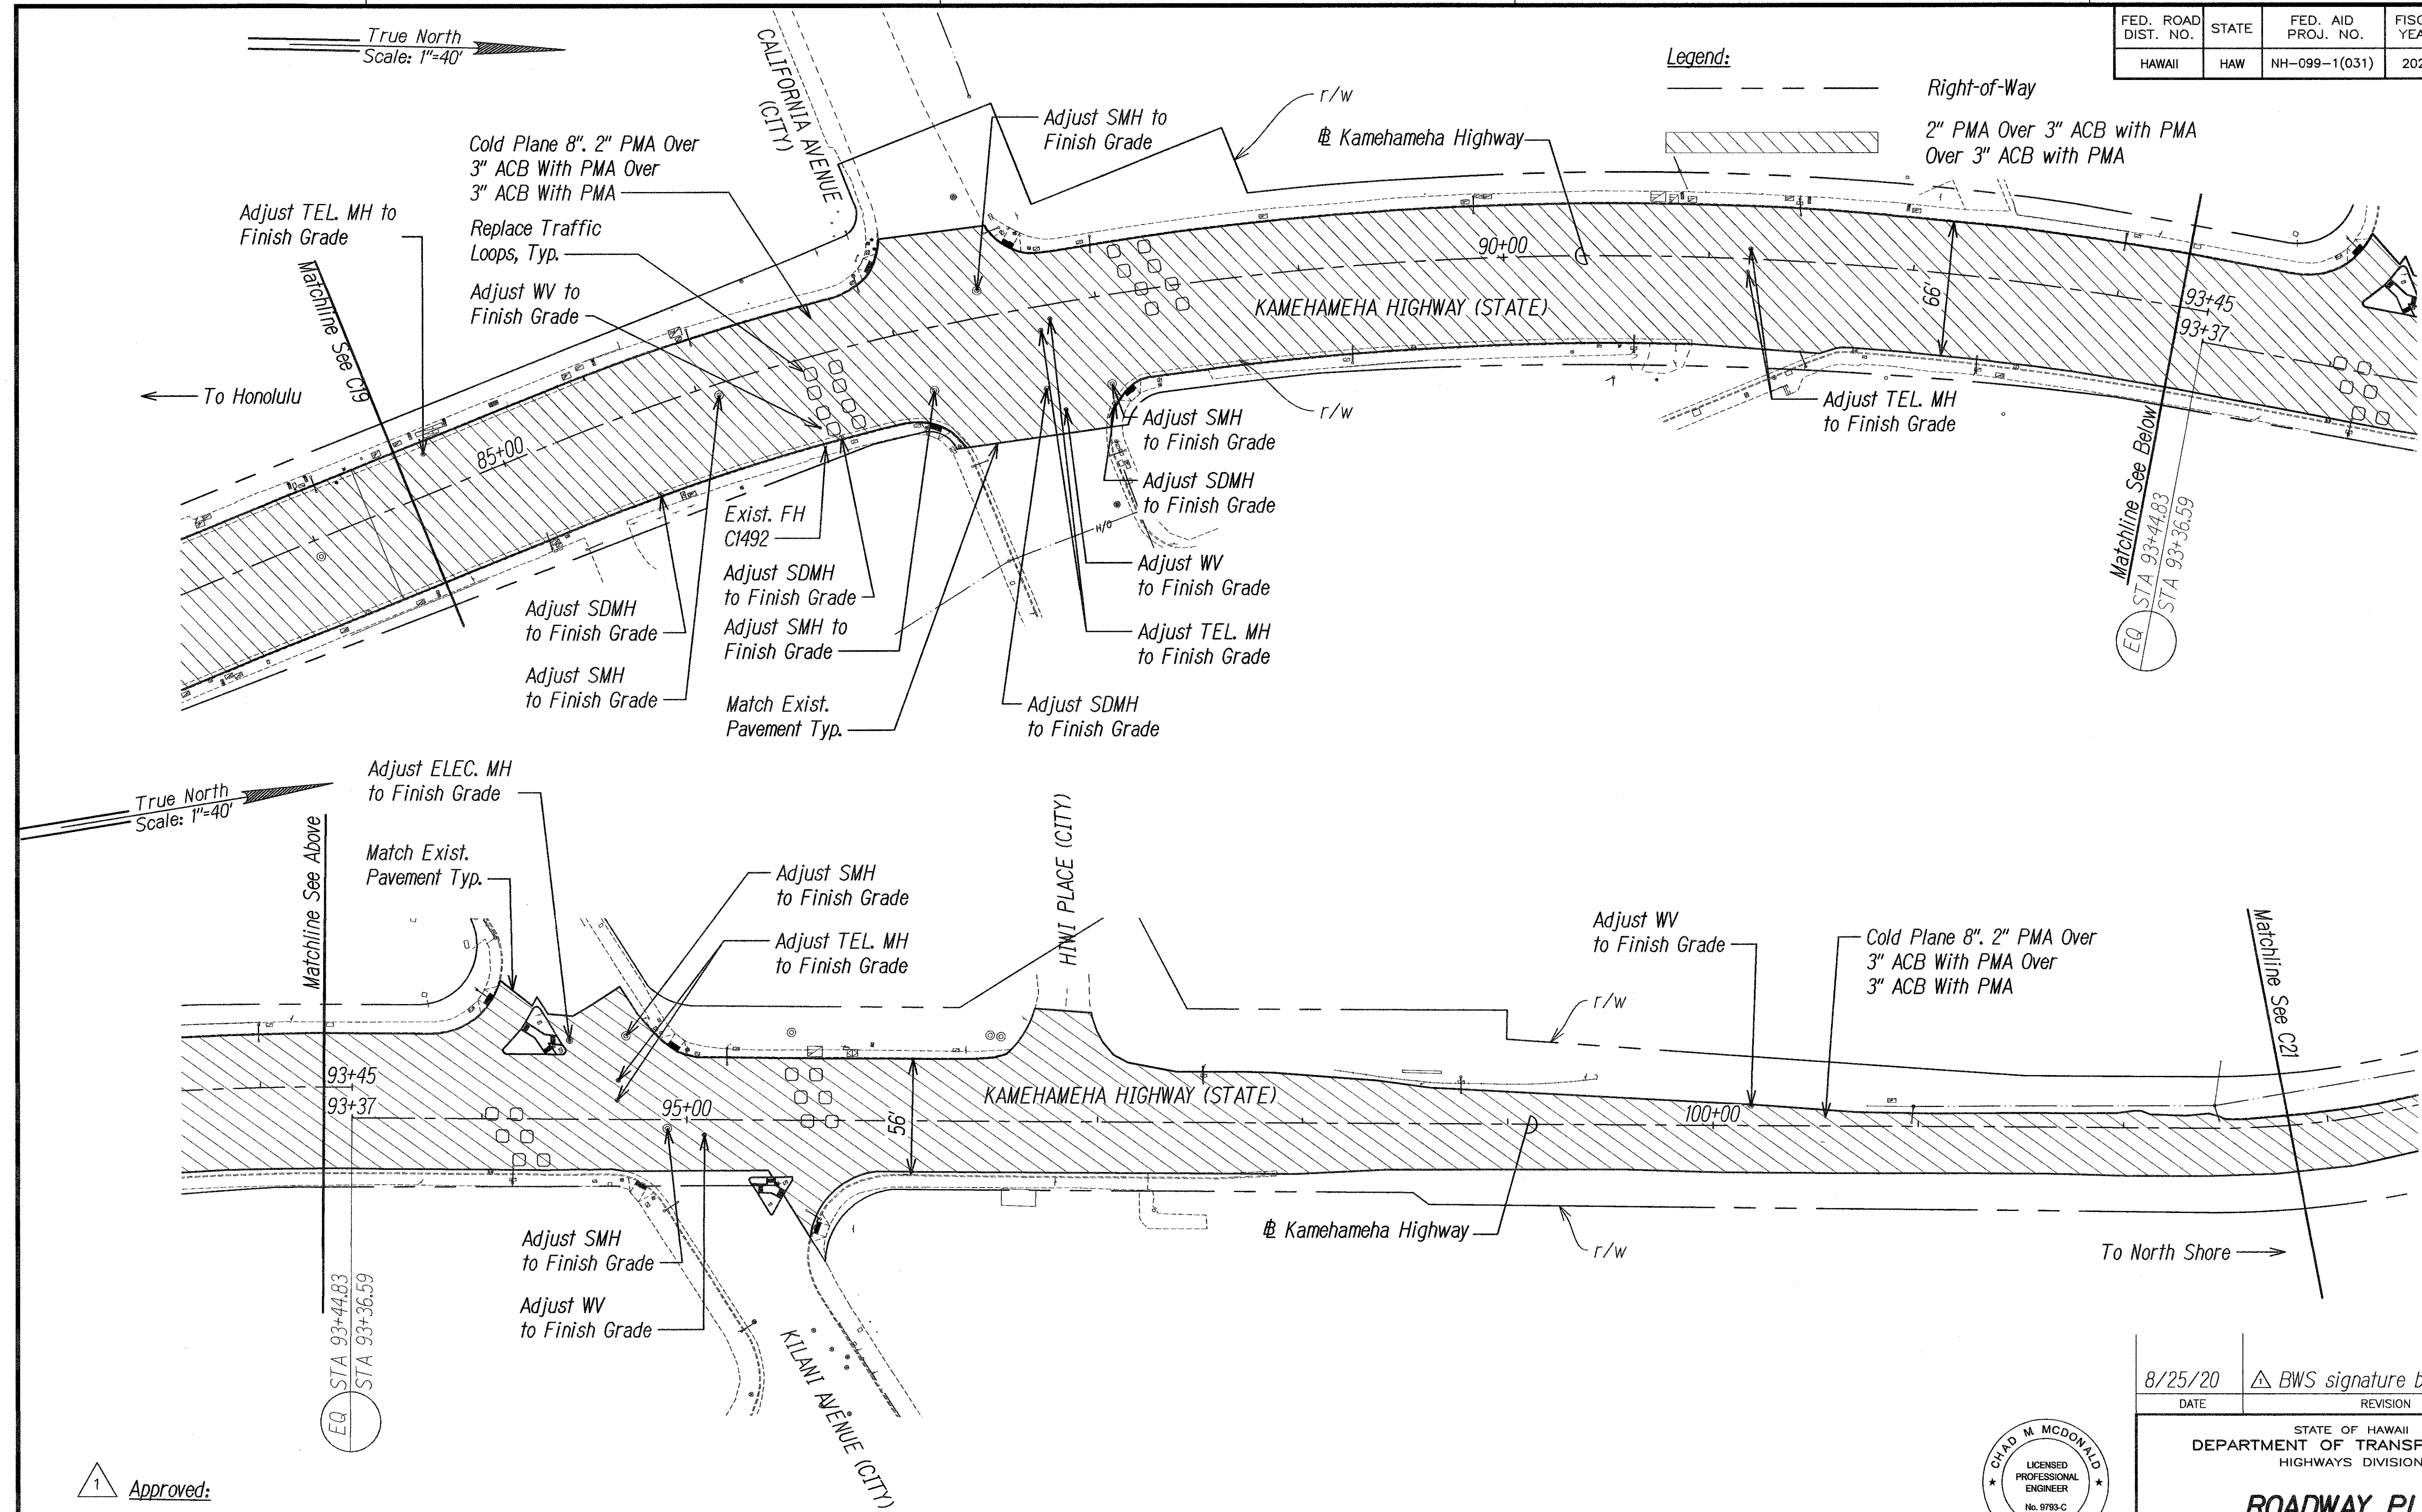 True North
Scale: 1"=40'
CALIFORNIA AVENUE
(CITY)
Legend:
Right-of-Way
2" PMA Over 3" ACB with PMA
Over 3" ACB with PMA
FED. ROAD
DIST. NO.
STATE
FED. AID
PROJ. NO.
HAWAII
HAW
NH-099-1(031)
r/w
Adjust SMH to
Finish Grade
℄ Kamehameha Highway
Cold Plane 8". 2" PMA Over
3" ACB With PMA Over
3" ACB With PMA
Adjust TEL. MH to
Finish Grade
Replace Traffic
Loops, Typ.
Adjust WV to
Finish Grade
Matchline See C19
To Honolulu
85+00
90+00
KAMEHAMEHA HIGHWAY (STATE)
66'
93+45
93+37
Adjust TEL. MH
to Finish Grade
r/w
Adjust SMH
to Finish Grade
Adjust SDMH
to Finish Grade
H/O
Exist. FH
C1492
Adjust WV
to Finish Grade
Adjust SDMH
to Finish Grade
Adjust SDMH
to Finish Grade
Adjust SMH to
Finish Grade
Adjust TEL. MH
to Finish Grade
Adjust SMH
to Finish Grade
Match Exist.
Pavement Typ.
Adjust SDMH
to Finish Grade
Matchline See Below
STA 93+44.83
STA 93+36.59
EQ
True North
Scale: 1"=40'
Adjust ELEC. MH
to Finish Grade
Matchline See Above
Match Exist.
Pavement Typ.
Adjust SMH
to Finish Grade
Adjust TEL. MH
to Finish Grade
HIWI PLACE (CITY)
Adjust WV
to Finish Grade
Cold Plane 8". 2" PMA Over
3" ACB With PMA Over
3" ACB With PMA
r/w
Matchline See C21
93+45
93+37
95+00
56'
KAMEHAMEHA HIGHWAY (STATE)
100+00
℄ Kamehameha Highway
r/w
To North Shore
Adjust SMH
to Finish Grade
Adjust WV
to Finish Grade
STA 93+44.83
STA 93+36.59
EQ
KILANI AVENUE (CITY)
1 Approved:
8/25/20
1 BWS signature
DATE
REVISION
CHAD M. MCDONALD
LICENSED
PROFESSIONAL
ENGINEER
No. 9793-C
STATE OF HAWAII
DEPARTMENT OF
HIGHWAYS DIVISION
ROADWAY